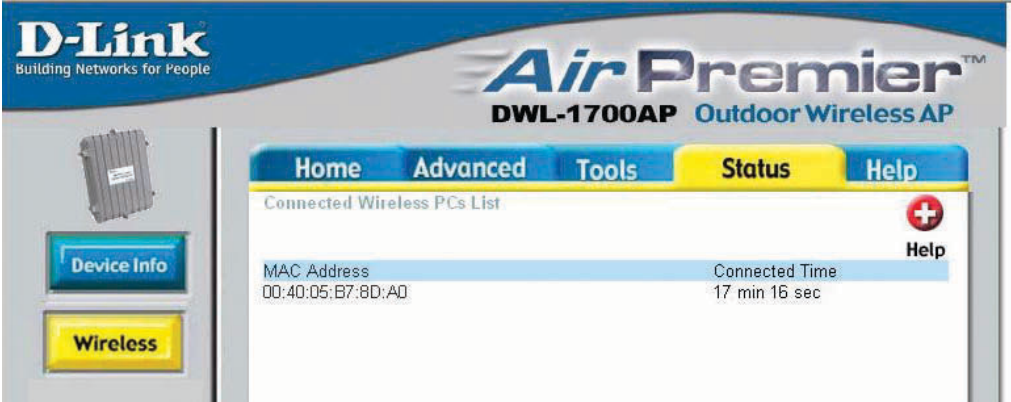 D-Link
Building Networks for People
Air Premier™
DWL-1700AP Outdoor Wireless AP
Home Advanced Tools Status Help
Connected Wireless PCs List
Help
Device Info
MAC Address Connected Time
00:40:05:B7:8D:A0 17 min 16 sec
Wireless